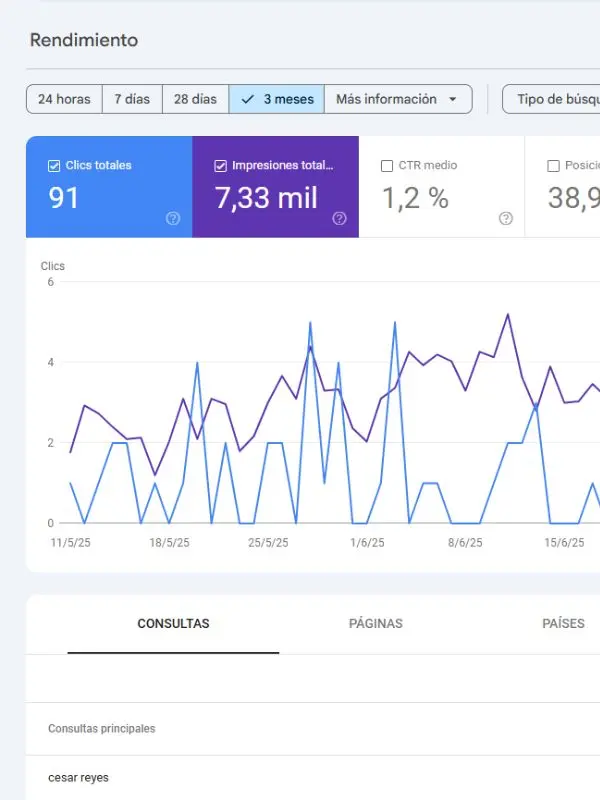 Rendimiento
24 horas 7 días 28 días 3 meses Más información Tipo de búsqu
Clics totales Impresiones total... CTR medio Posició
91 7,33 mil 1,2 % 38,9
Clics
6
4
2
0
11/5/25 18/5/25 25/5/25 1/6/25 8/6/25 15/6/25
CONSULTAS PÁGINAS PAÍSES
Consultas principales
cesar reyes